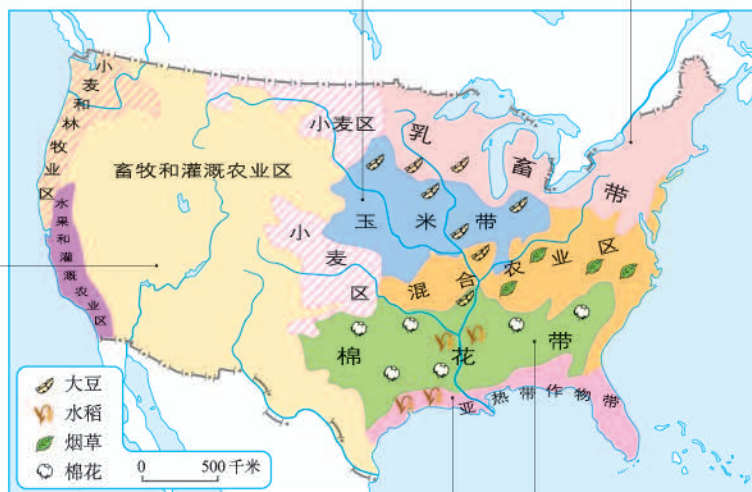 小麦和林牧业区
小麦区
乳畜带
畜牧和灌溉农业区
玉米带
水果和灌溉农业区
小麦区
混合农业区
棉花带
亚热带作物带
大豆
水稻
烟草
棉花
0 500千米